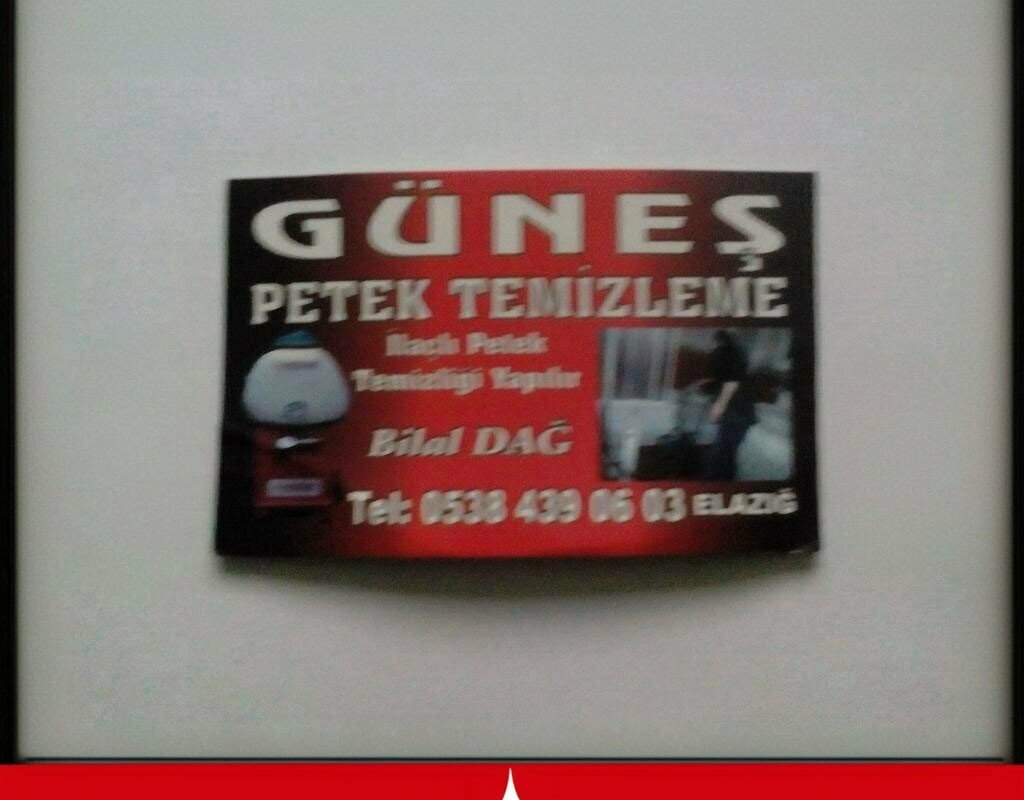 GÜNEŞ
PETEK TEMİZLEME
İlaçlı Petek
Temizliği Yapılır
Bilal DAĞ
Tel: 0538 439 06 03 ELAZIĞ